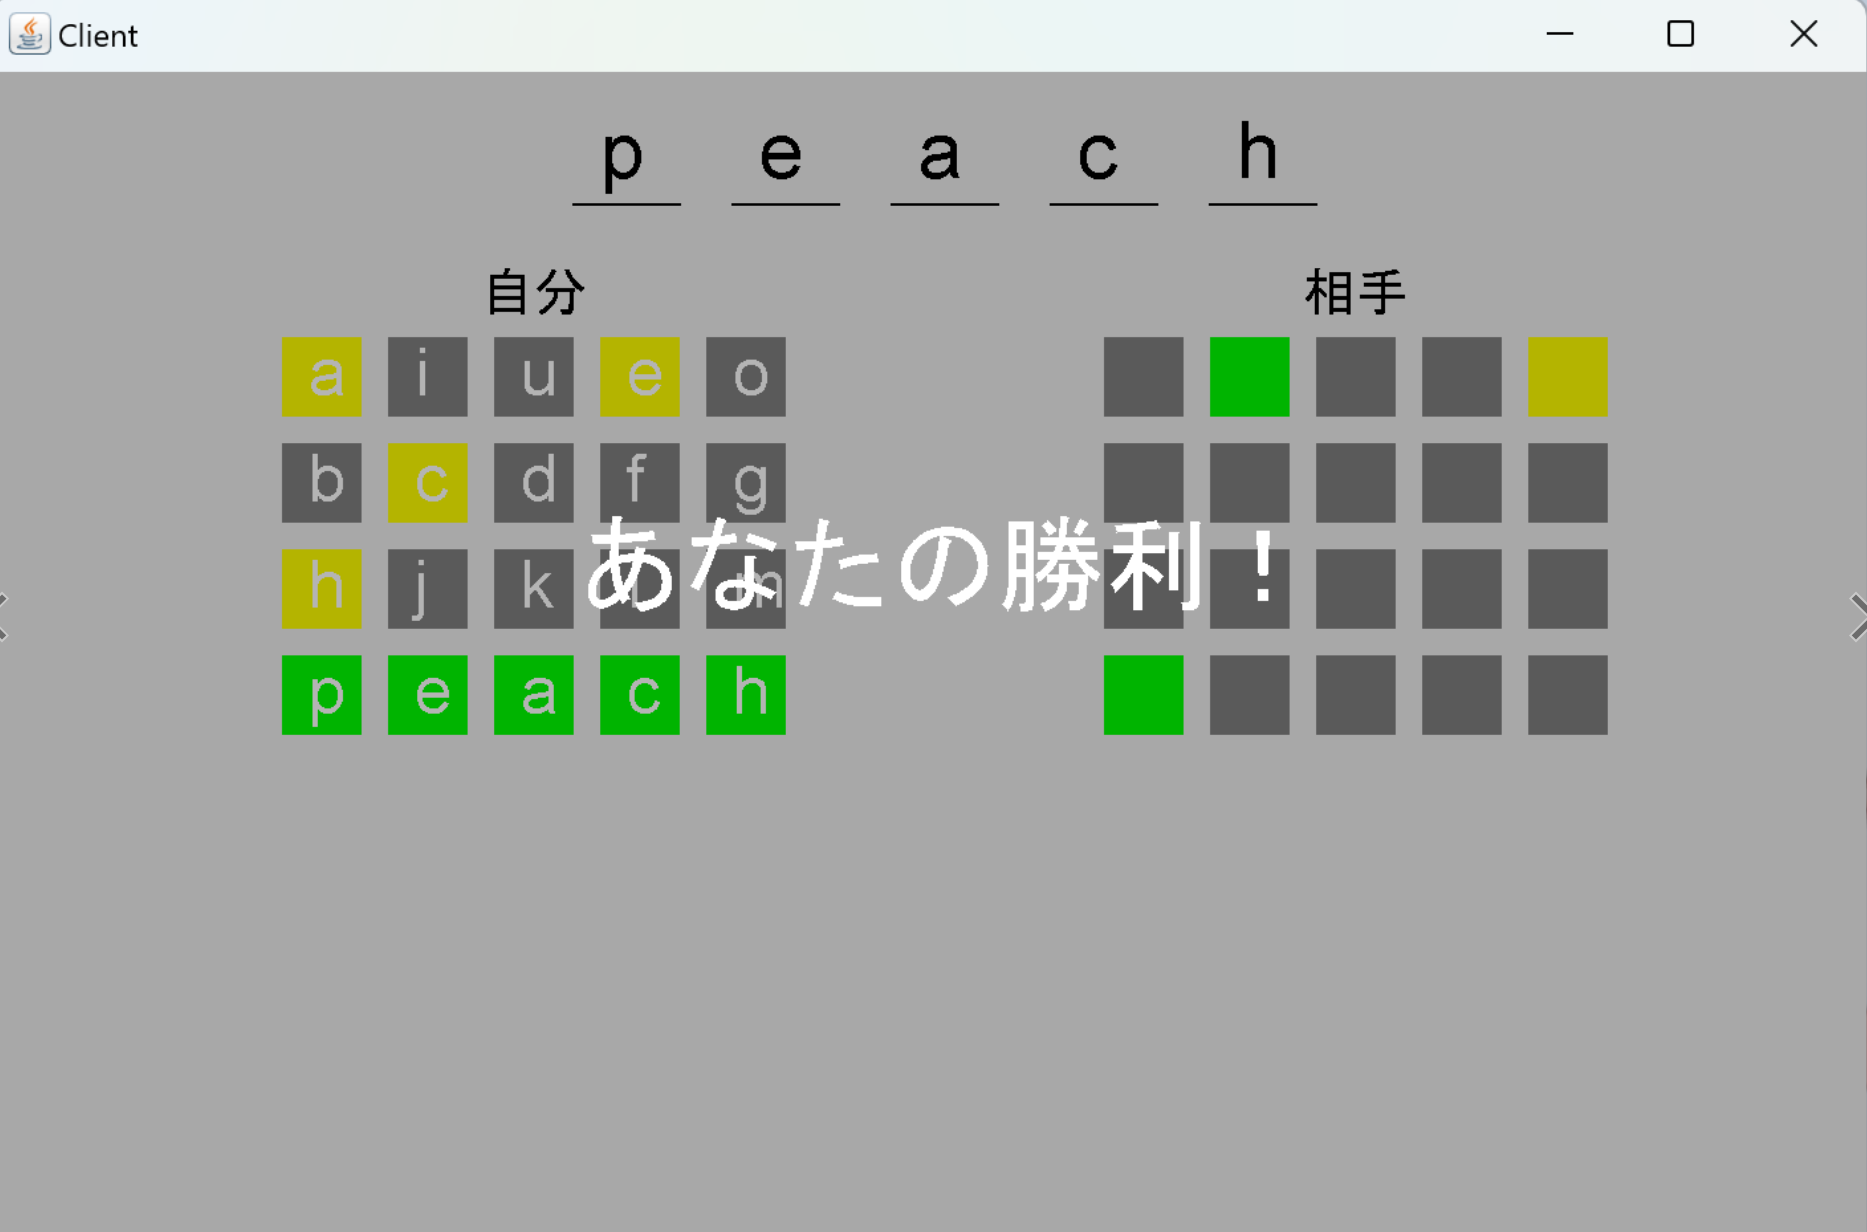 Client
p e a c h
自分
相手
a i u e o
b c d f g
h j k l m
あなたの勝利！
p e a c h